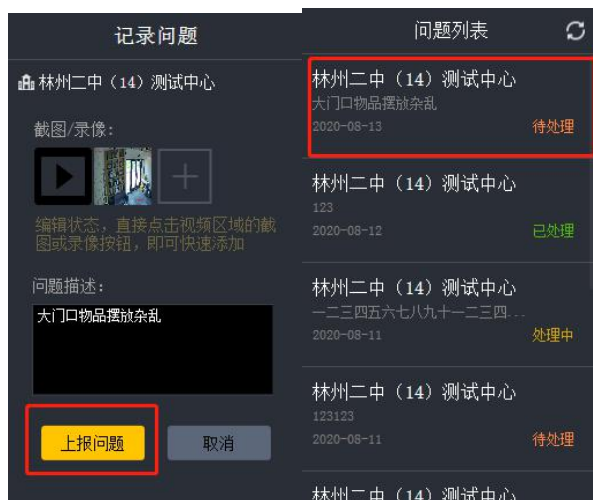 记录问题
林州二中（14）测试中心
截图/录像：
编辑状态，直接点击视频区域的截
图或录像按钮，即可快速添加
问题描述：
大门口物品摆放杂乱
上报问题
取消
问题列表
林州二中（14）测试中心
大门口物品摆放杂乱
2020-08-13
待处理
林州二中（14）测试中心
123
2020-08-12
已处理
林州二中（14）测试中心
一二三四五六七八九十一二三四...
2020-08-11
处理中
林州二中（14）测试中心
123123
2020-08-11
待处理
林州二中（14）测试中心